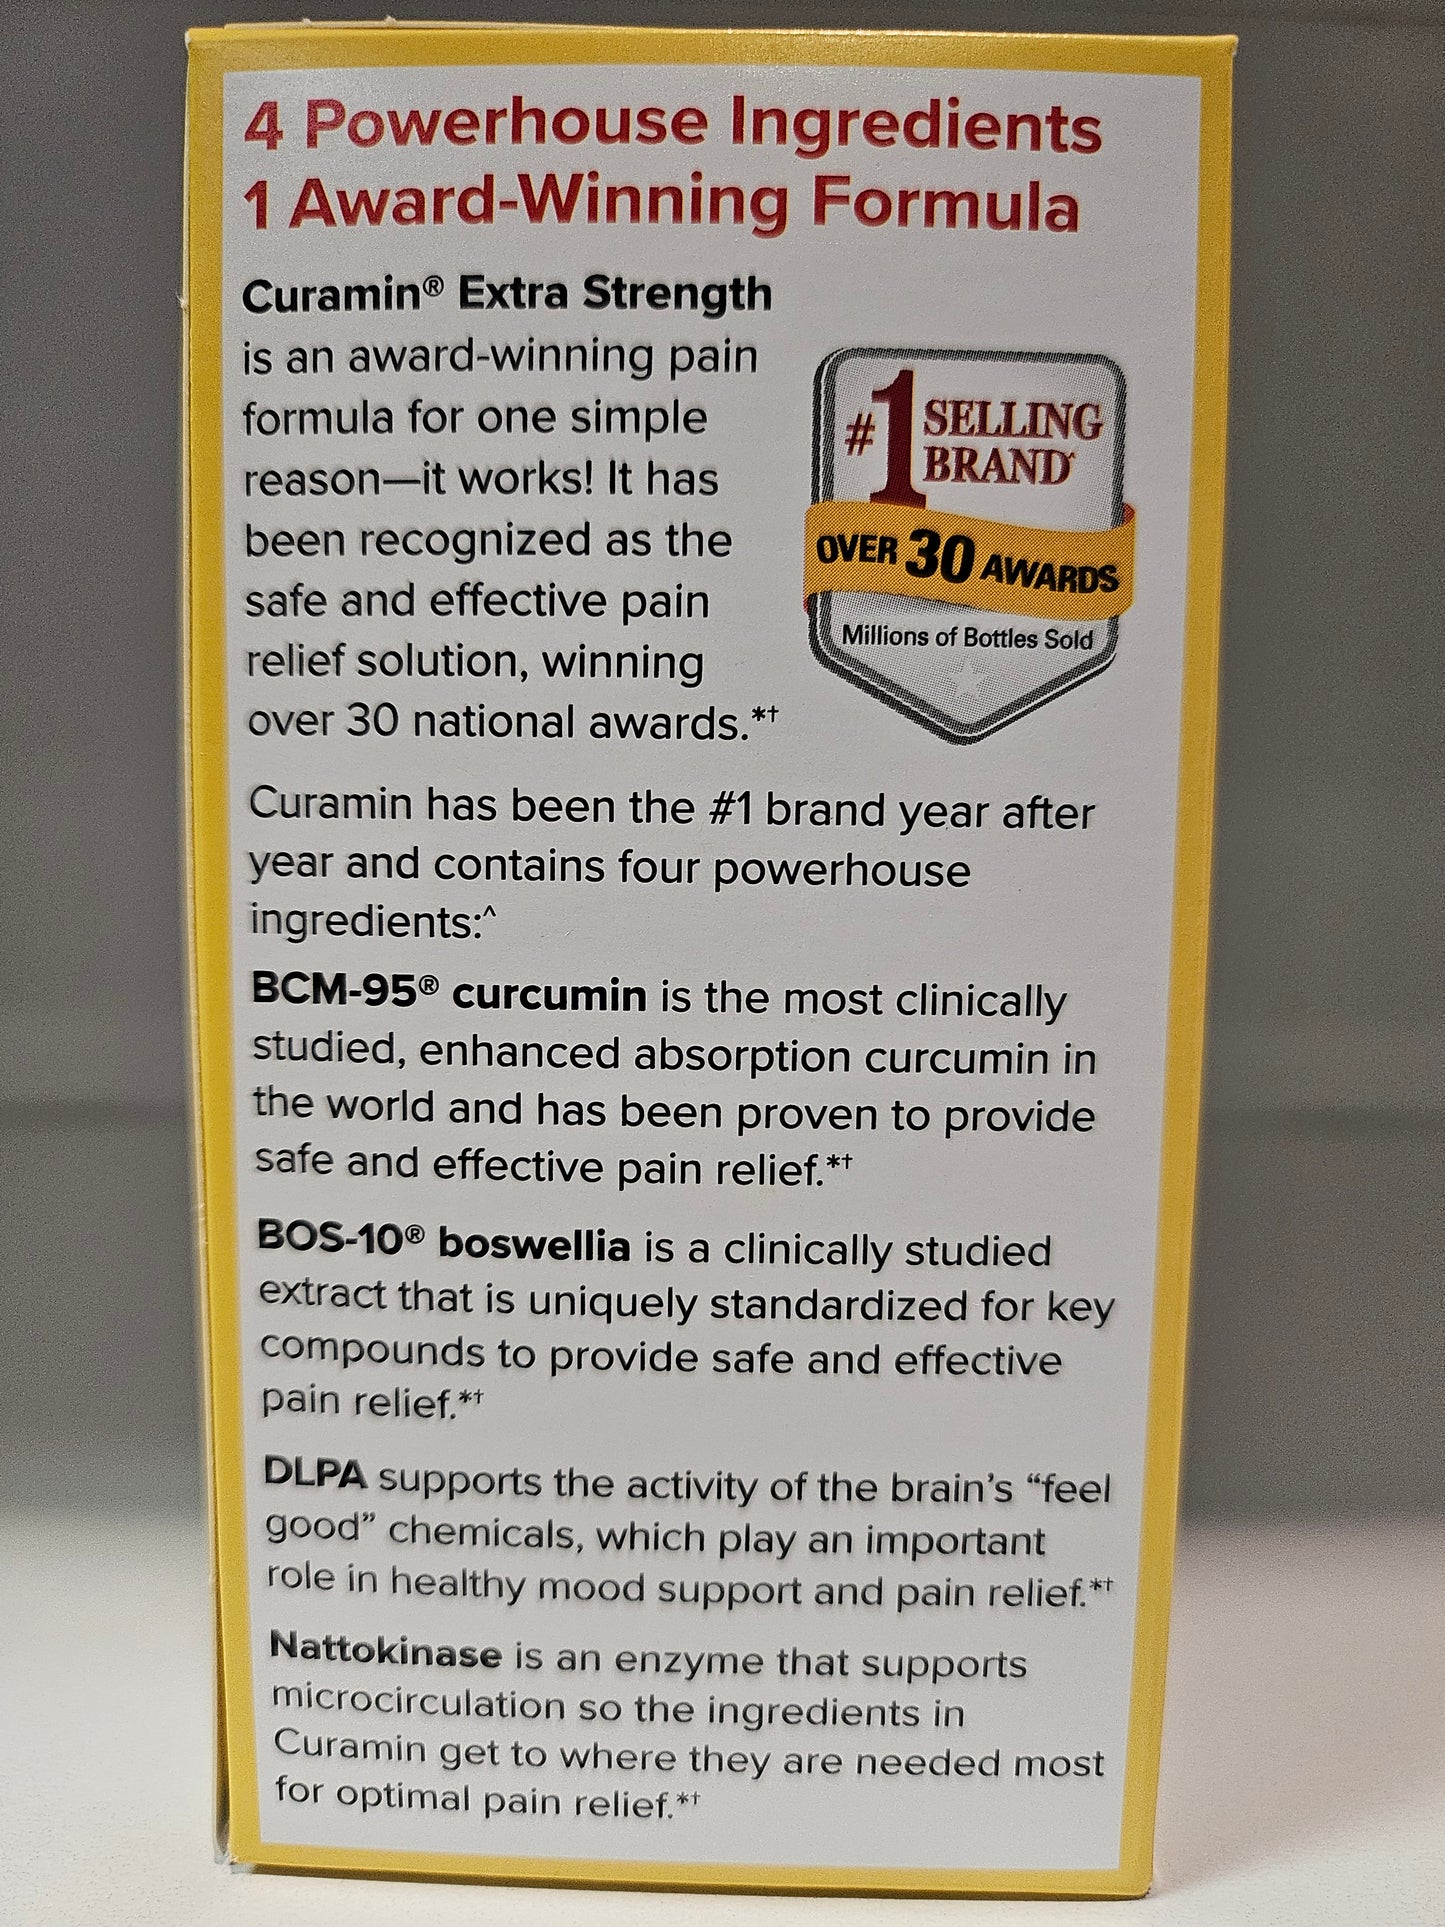 4 Powerhouse Ingredients
1 Award-Winning Formula
Curamin® Extra Strength
is an award-winning pain
formula for one simple
reason—it works! It has
been recognized as the
safe and effective pain
relief solution, winning
over 30 national awards.*†
#1 SELLING
BRAND^
OVER 30 AWARDS
Millions of Bottles Sold
Curamin has been the #1 brand year after
year and contains four powerhouse
ingredients:^
BCM-95® curcumin is the most clinically
studied, enhanced absorption curcumin in
the world and has been proven to provide
safe and effective pain relief.*†
BOS-10® boswellia is a clinically studied
extract that is uniquely standardized for key
compounds to provide safe and effective
pain relief.*†
DLPA supports the activity of the brain’s “feel
good” chemicals, which play an important
role in healthy mood support and pain relief.*†
Nattokinase is an enzyme that supports
microcirculation so the ingredients in
Curamin get to where they are needed most
for optimal pain relief.*†